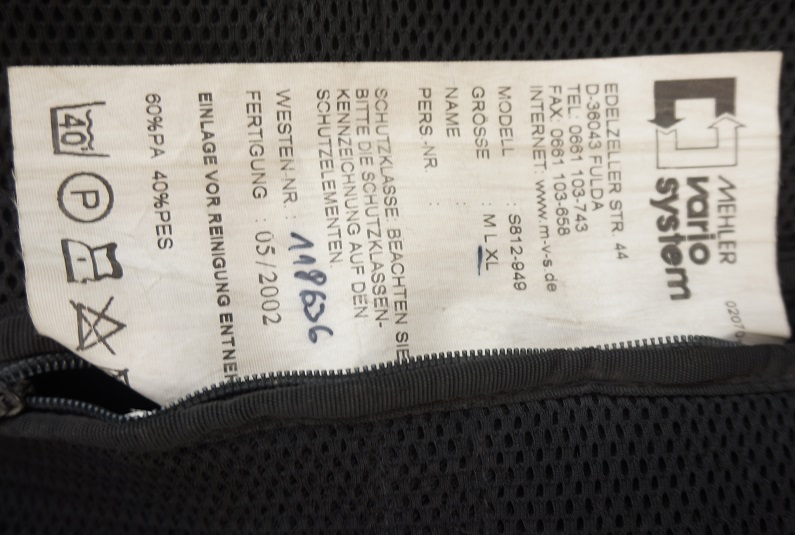 MEHLER
vario
system
EDELZELLER STR. 44
D-36043 FULDA
TEL: 0661 103-743
FAX: 0661 103-658
INTERNET: www.m-v-s.de
MODELL : S812-949
GRÖSSE : M L XL
NAME :
PERS.-NR. :
SCHUTZKLASSE: BEACHTEN SIE
BITTE DIE SCHUTZKLASSEN-
KENNZEICHNUNG AUF DEN
SCHUTZELEMENTEN
WESTEN-NR.: 118636
FERTIGUNG : 05/2002
EINLAGE VOR REINIGUNG ENTNEH
60%PA 40%PES
40 P